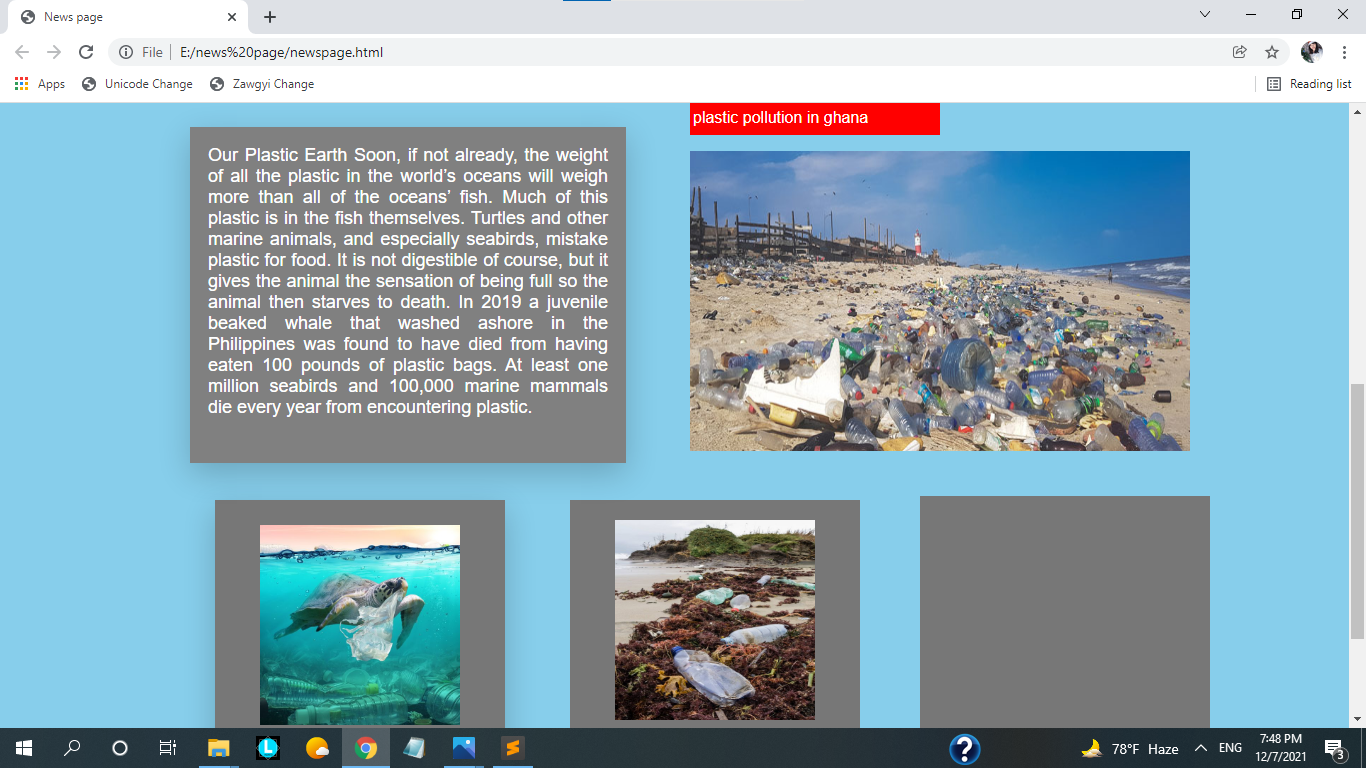 News page
File
E:/news%20page/newspage.html
Apps
Unicode Change
Zawgyi Change
Reading list
plastic pollution in ghana
Our Plastic Earth Soon, if not already, the weight
of all the plastic in the world’s oceans will weigh
more than all of the oceans’ fish. Much of this
plastic is in the fish themselves. Turtles and other
marine animals, and especially seabirds, mistake
plastic for food. It is not digestible of course, but it
gives the animal the sensation of being full so the
animal then starves to death. In 2019 a juvenile
beaked whale that washed ashore in the
Philippines was found to have died from having
eaten 100 pounds of plastic bags. At least one
million seabirds and 100,000 marine mammals
die every year from encountering plastic.
L
?
78°F Haze
ENG
7:48 PM
12/7/2021
3